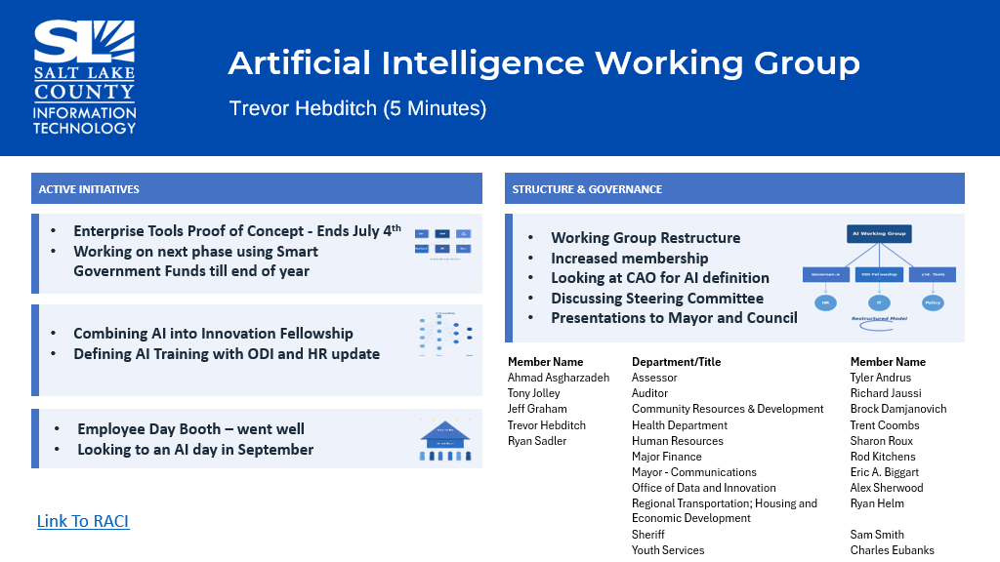 SALT LAKE
COUNTY
INFORMATION
TECHNOLOGY
Artificial Intelligence Working Group
Trevor Hebditch (5 Minutes)
ACTIVE INITIATIVES
• Enterprise Tools Proof of Concept - Ends July 4th
• Working on next phase using Smart
Government Funds till end of year
• Combining AI into Innovation Fellowship
• Defining AI Training with ODI and HR update
• Employee Day Booth – went well
• Looking to an AI day in September
Link To RACI
STRUCTURE & GOVERNANCE
• Working Group Restructure
• Increased membership
• Looking at CAO for AI definition
• Discussing Steering Committee
• Presentations to Mayor and Council
AI Working Group
ODI Fellowship
HR IT Policy
Restructured Model
Member Name Department/Title Member Name
Ahmad Asgharzadeh Assessor Tyler Andrus
Tony Jolley Auditor Richard Jaussi
Jeff Graham Community Resources & Development Brock Damjanovich
Trevor Hebditch Health Department Trent Coombs
Ryan Sadler Human Resources Sharon Roux
Major Finance Rod Kitchens
Mayor - Communications Eric A. Biggart
Office of Data and Innovation Alex Sherwood
Regional Transportation; Housing and Ryan Helm
Economic Development
Sheriff Sam Smith
Youth Services Charles Eubanks